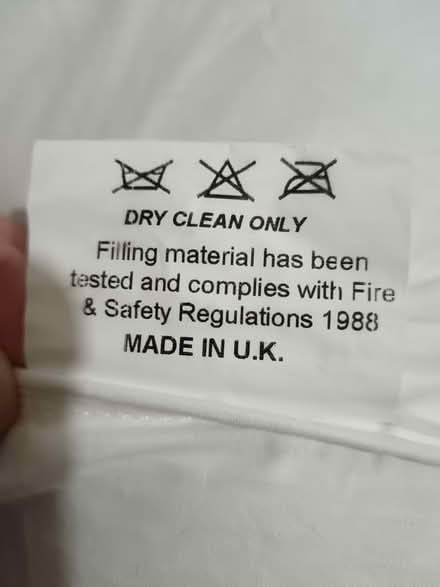 DRY CLEAN ONLY
Filling material has been
tested and complies with Fire
& Safety Regulations 1988
MADE IN U.K.